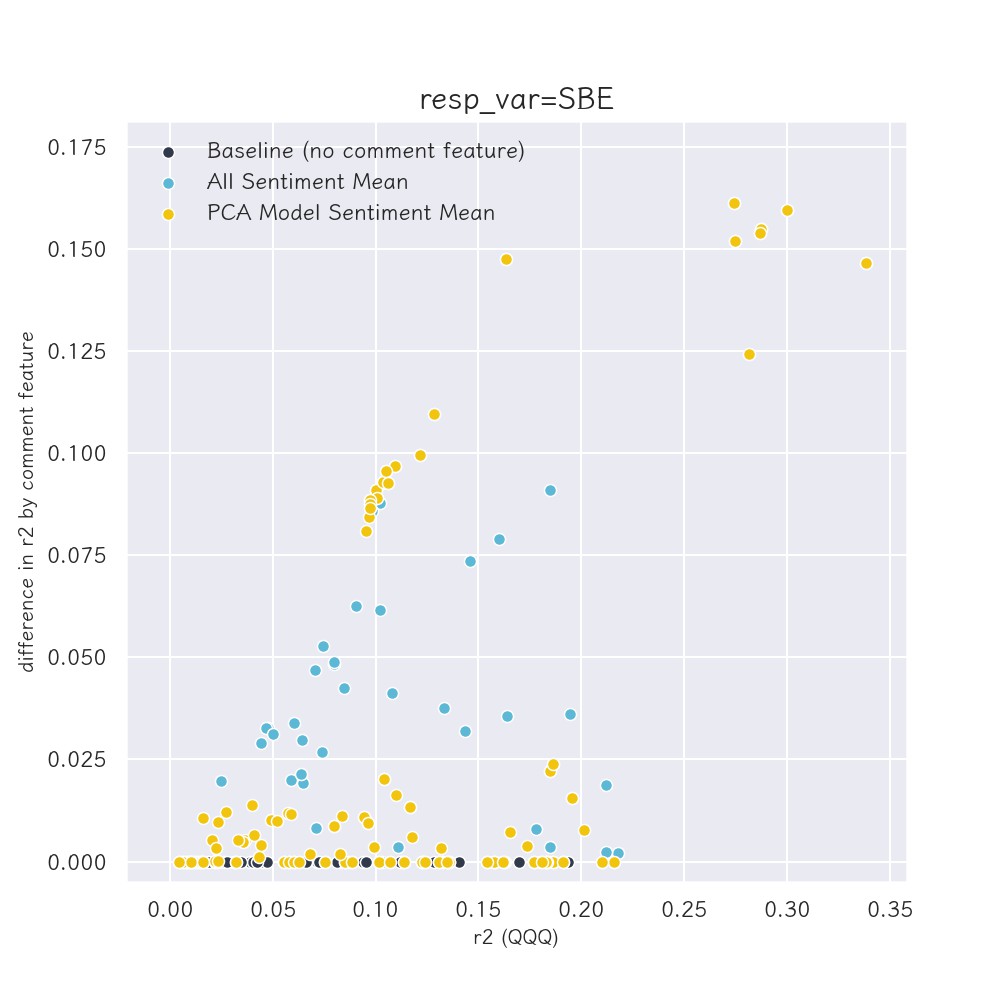 resp_var=SBE
Baseline (no comment feature)
All Sentiment Mean
PCA Model Sentiment Mean
difference in r2 by comment feature
0.175
0.150
0.125
0.100
0.075
0.050
0.025
0.000
0.00 0.05 0.10 0.15 0.20 0.25 0.30 0.35
r2 (QQQ)